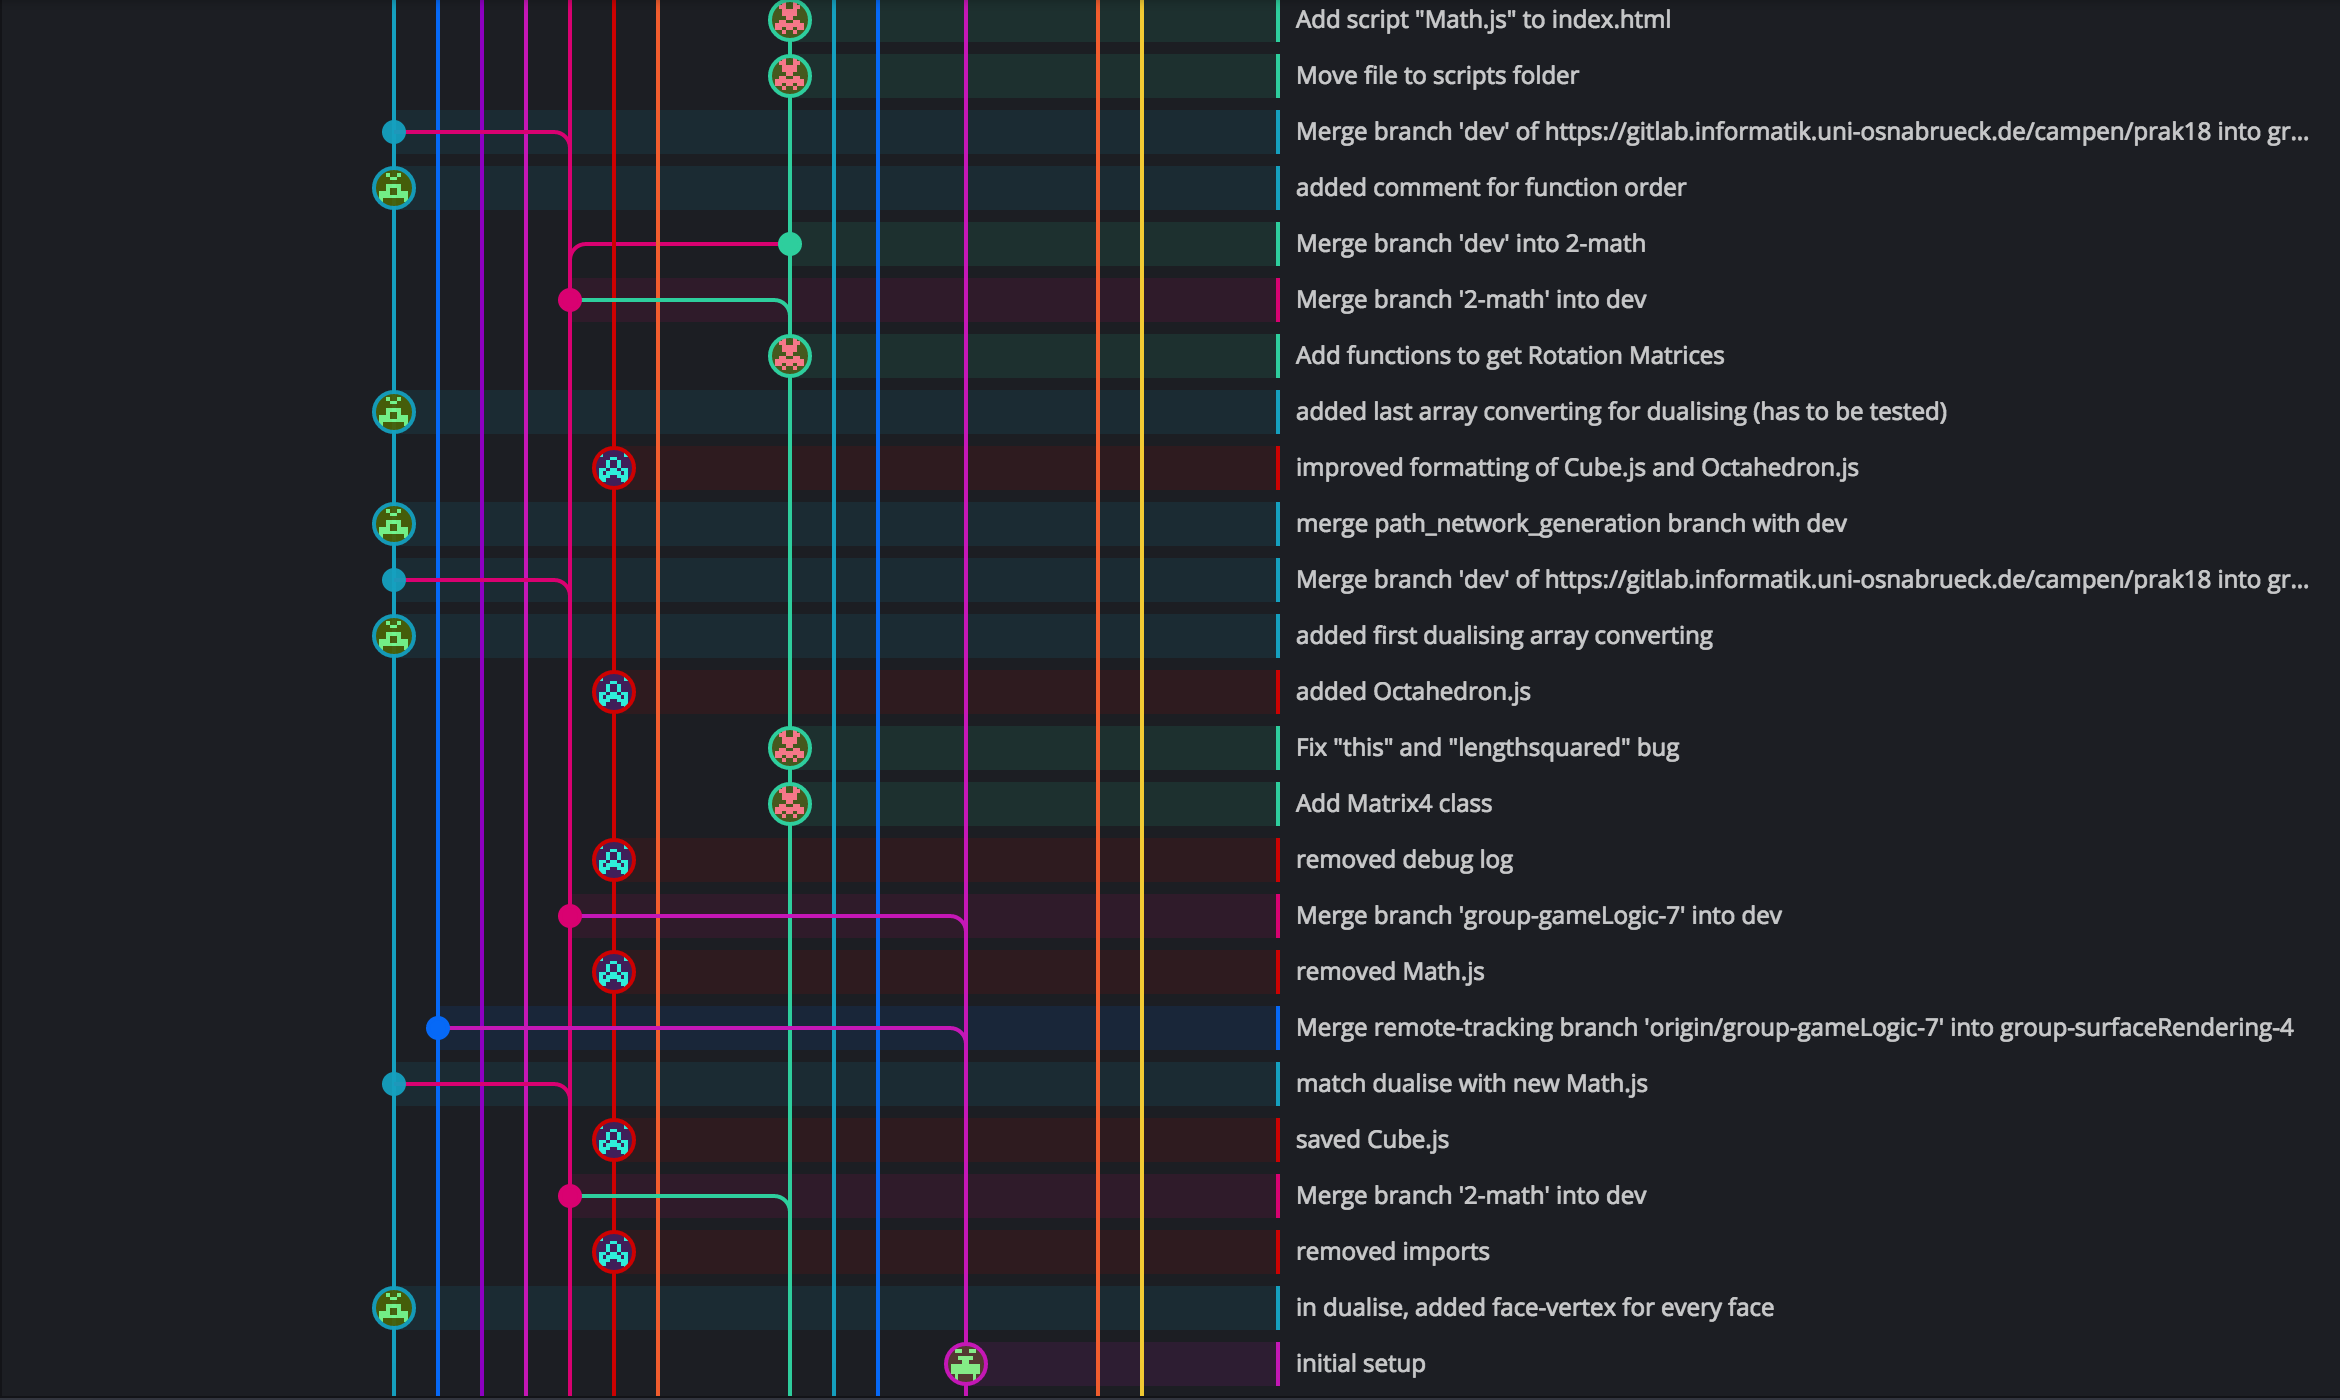 Add script "Math.js" to index.html
Move file to scripts folder
Merge branch 'dev' of https://gitlab.informatik.uni-osnabrueck.de/campen/prak18 into gr...
added comment for function order
Merge branch 'dev' into 2-math
Merge branch '2-math' into dev
Add functions to get Rotation Matrices
added last array converting for dualising (has to be tested)
improved formatting of Cube.js and Octahedron.js
merge path_network_generation branch with dev
Merge branch 'dev' of https://gitlab.informatik.uni-osnabrueck.de/campen/prak18 into gr...
added first dualising array converting
added Octahedron.js
Fix "this" and "lengthsquared" bug
Add Matrix4 class
removed debug log
Merge branch 'group-gameLogic-7' into dev
removed Math.js
Merge remote-tracking branch 'origin/group-gameLogic-7' into group-surfaceRendering-4
match dualise with new Math.js
saved Cube.js
Merge branch '2-math' into dev
removed imports
in dualise, added face-vertex for every face
initial setup